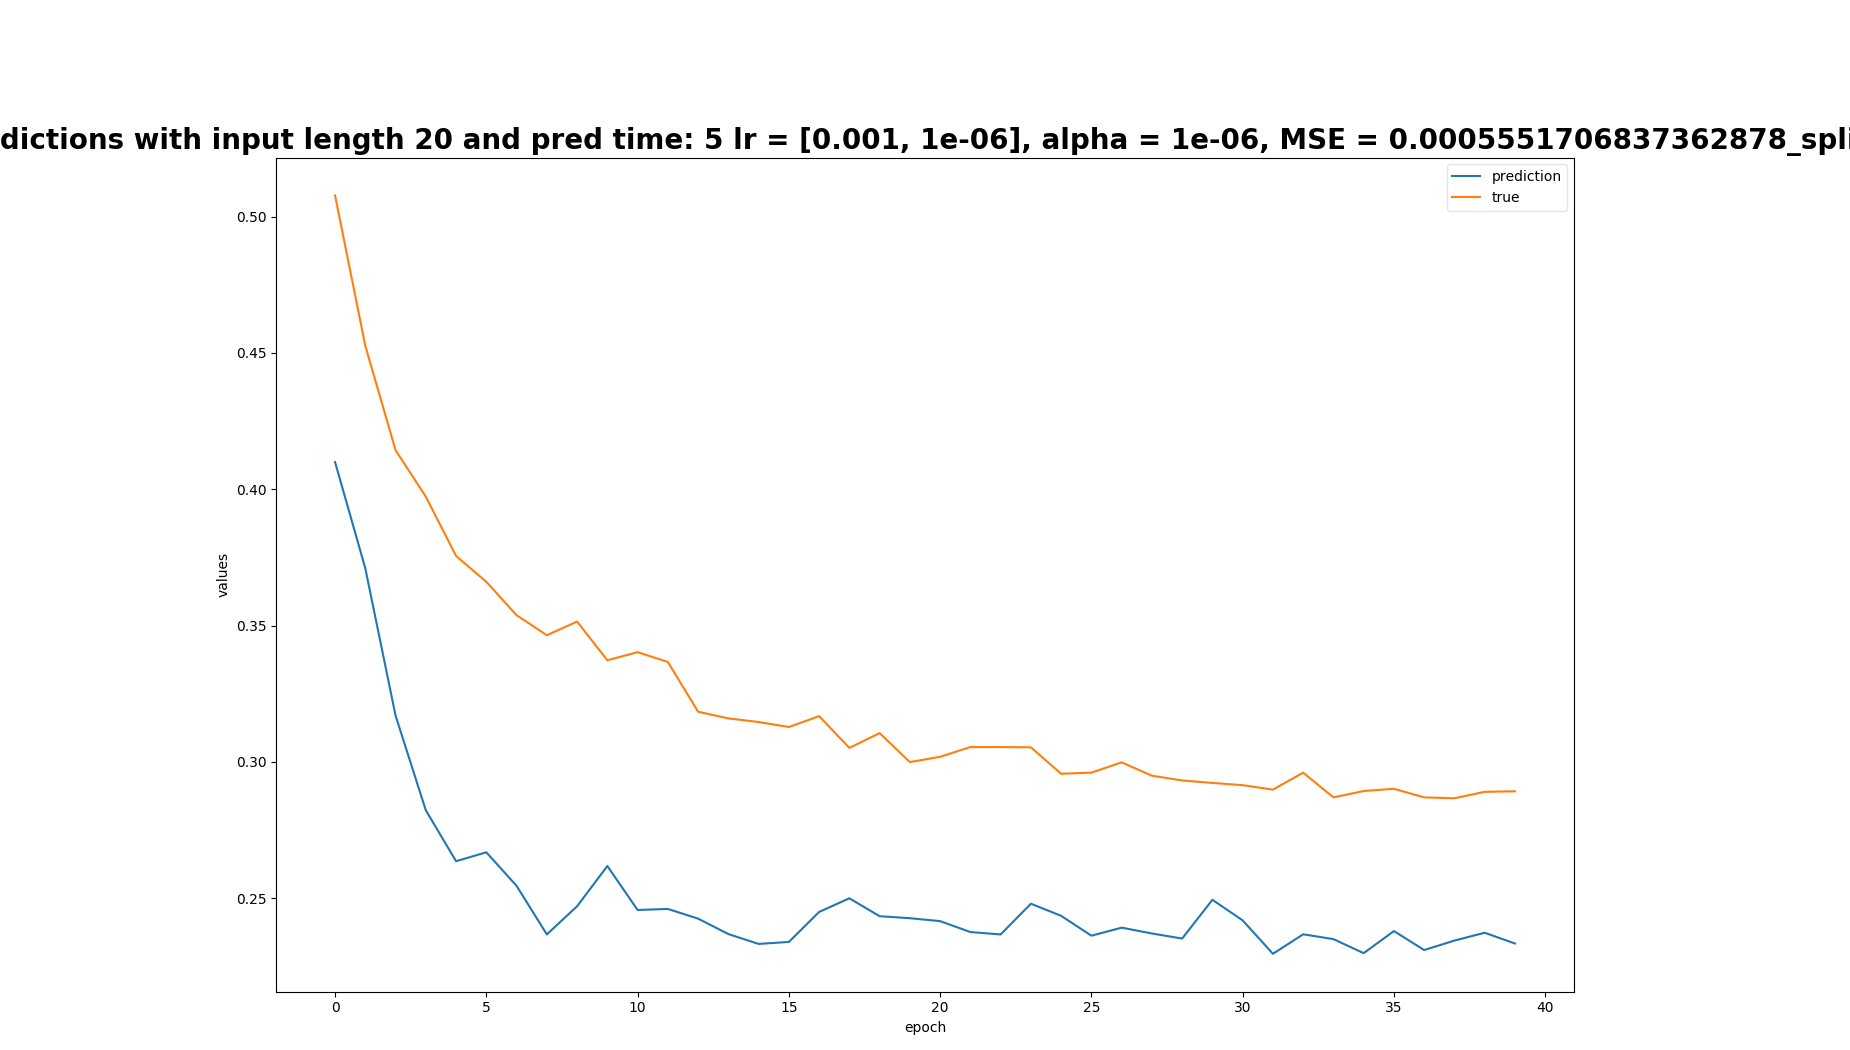 dictions with input length 20 and pred time: 5 lr = [0.001, 1e-06], alpha = 1e-06, MSE = 0.0005551706837362878_spli
prediction
true
0.50
0.45
0.40
0.35
0.30
0.25
values
0 5 10 15 20 25 30 35 40
epoch